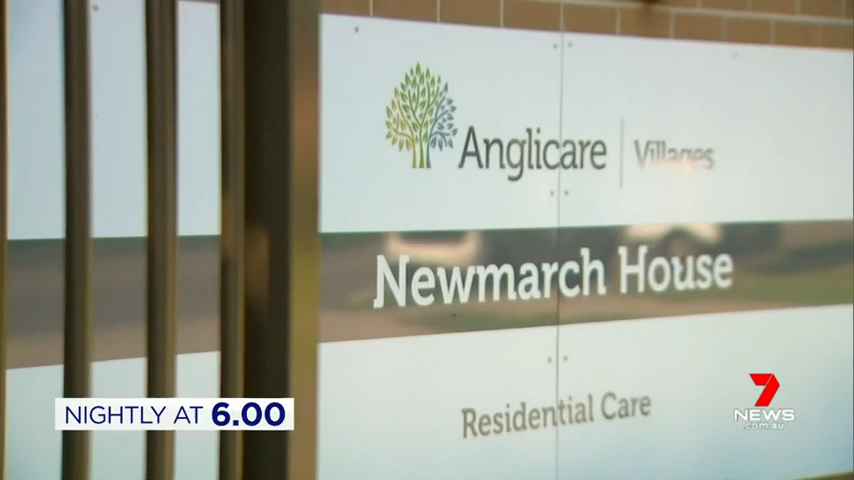 Anglicare | Villages
Newmarch House
Residential Care
NIGHTLY AT 6.00
7
NEWS
.com.au